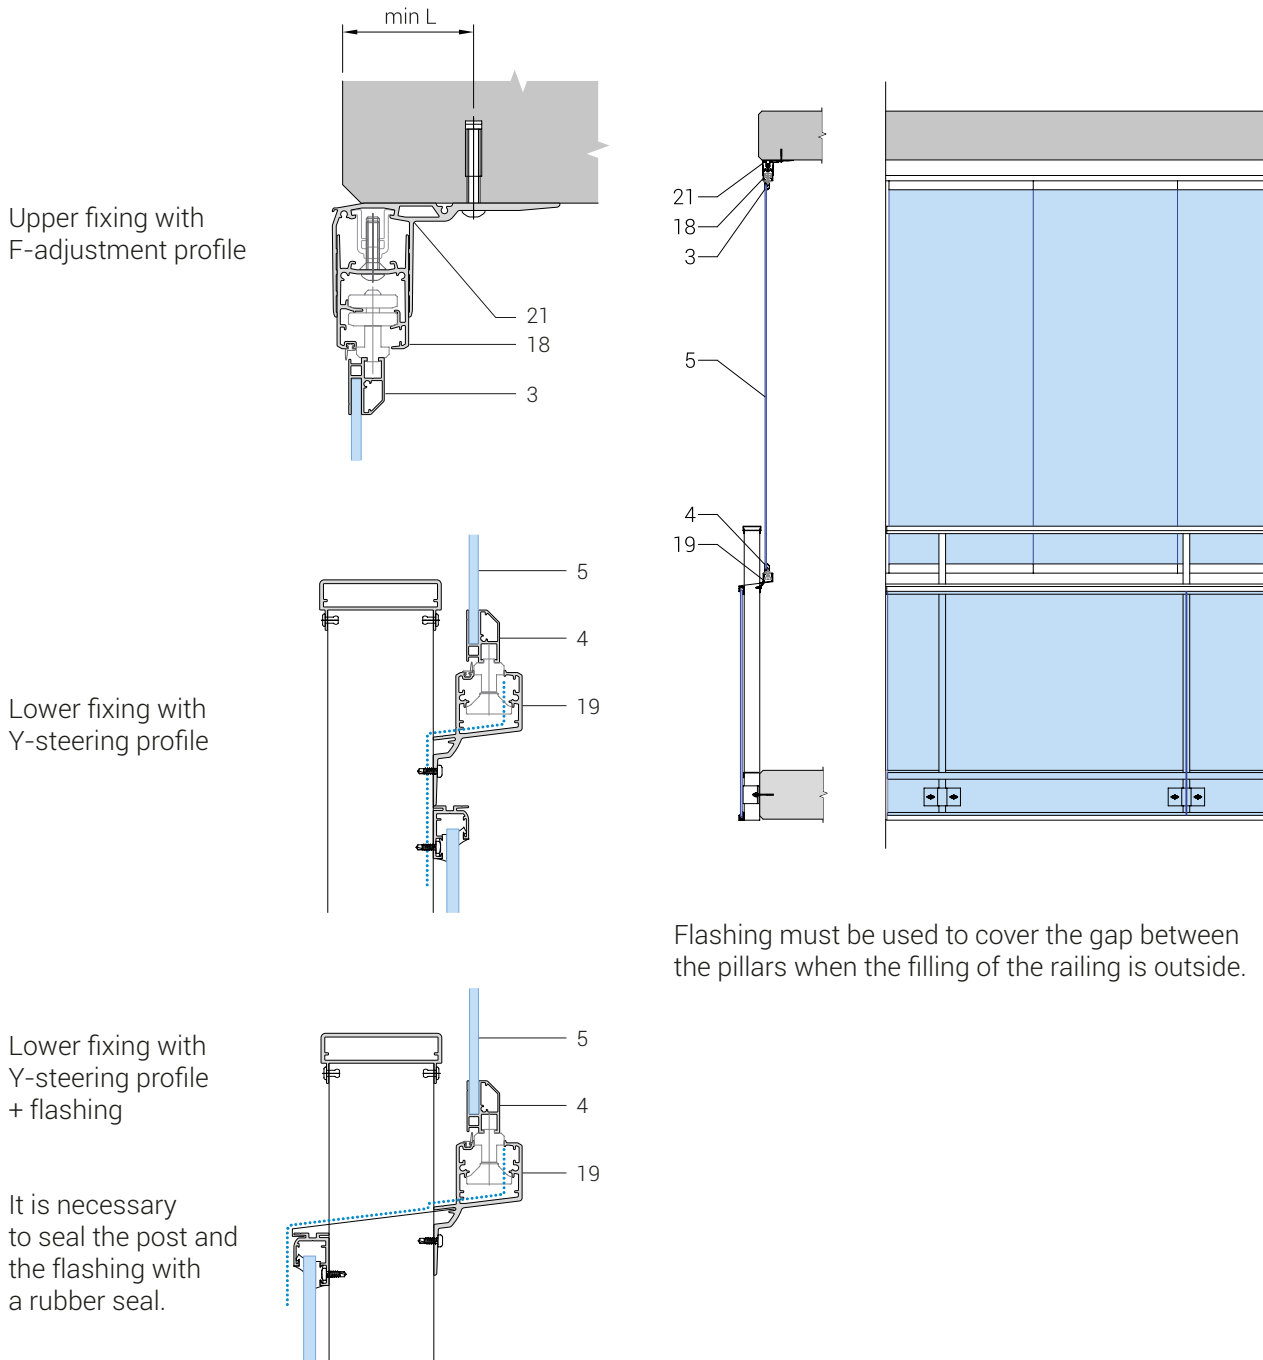 min L
Upper fixing with
F-adjustment profile
21
18
3
21
18
3
5
4
19
Lower fixing with
Y-steering profile
5
4
19
Flashing must be used to cover the gap between
the pillars when the filling of the railing is outside.
Lower fixing with
Y-steering profile
+ flashing
5
4
19
It is necessary
to seal the post and
the flashing with
a rubber seal.